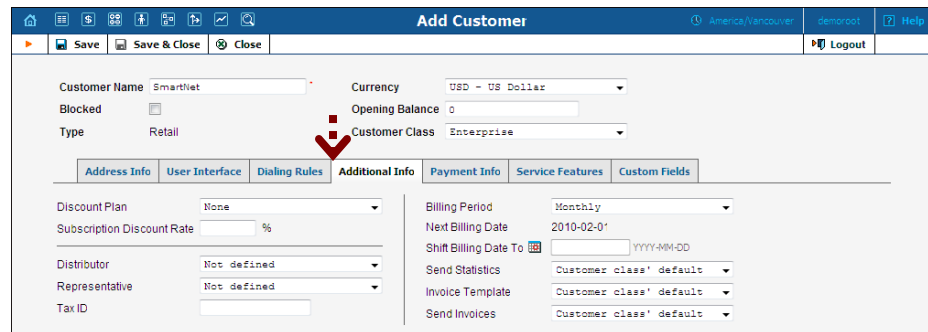 Add Customer America/Vancouver demoroot ? Help
Save Save & Close Close Logout
Customer Name SmartNet * Currency USD - US Dollar
Blocked Opening Balance 0
Type Retail Customer Class Enterprise
Address Info User Interface Dialing Rules Additional Info Payment Info Service Features Custom Fields
Discount Plan None Billing Period Monthly
Subscription Discount Rate % Next Billing Date 2010-02-01
Shift Billing Date To YYYY-MM-DD
Distributor Not defined Send Statistics Customer class' default
Representative Not defined Invoice Template Customer class' default
Tax ID Send Invoices Customer class' default